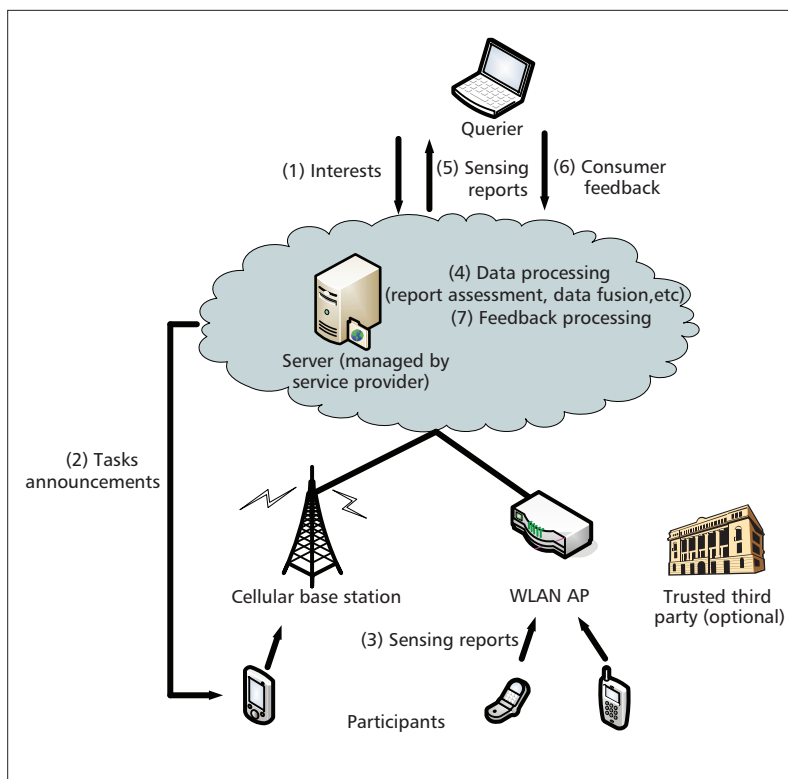 Querier
(1) Interests
(5) Sensing
reports
(6) Consumer
feedback
(4) Data processing
(report assessment, data fusion,etc)
(7) Feedback processing
Server (managed by
service provider)
(2) Tasks
announcements
Cellular base station
WLAN AP
Trusted third
party (optional)
(3) Sensing reports
Participants